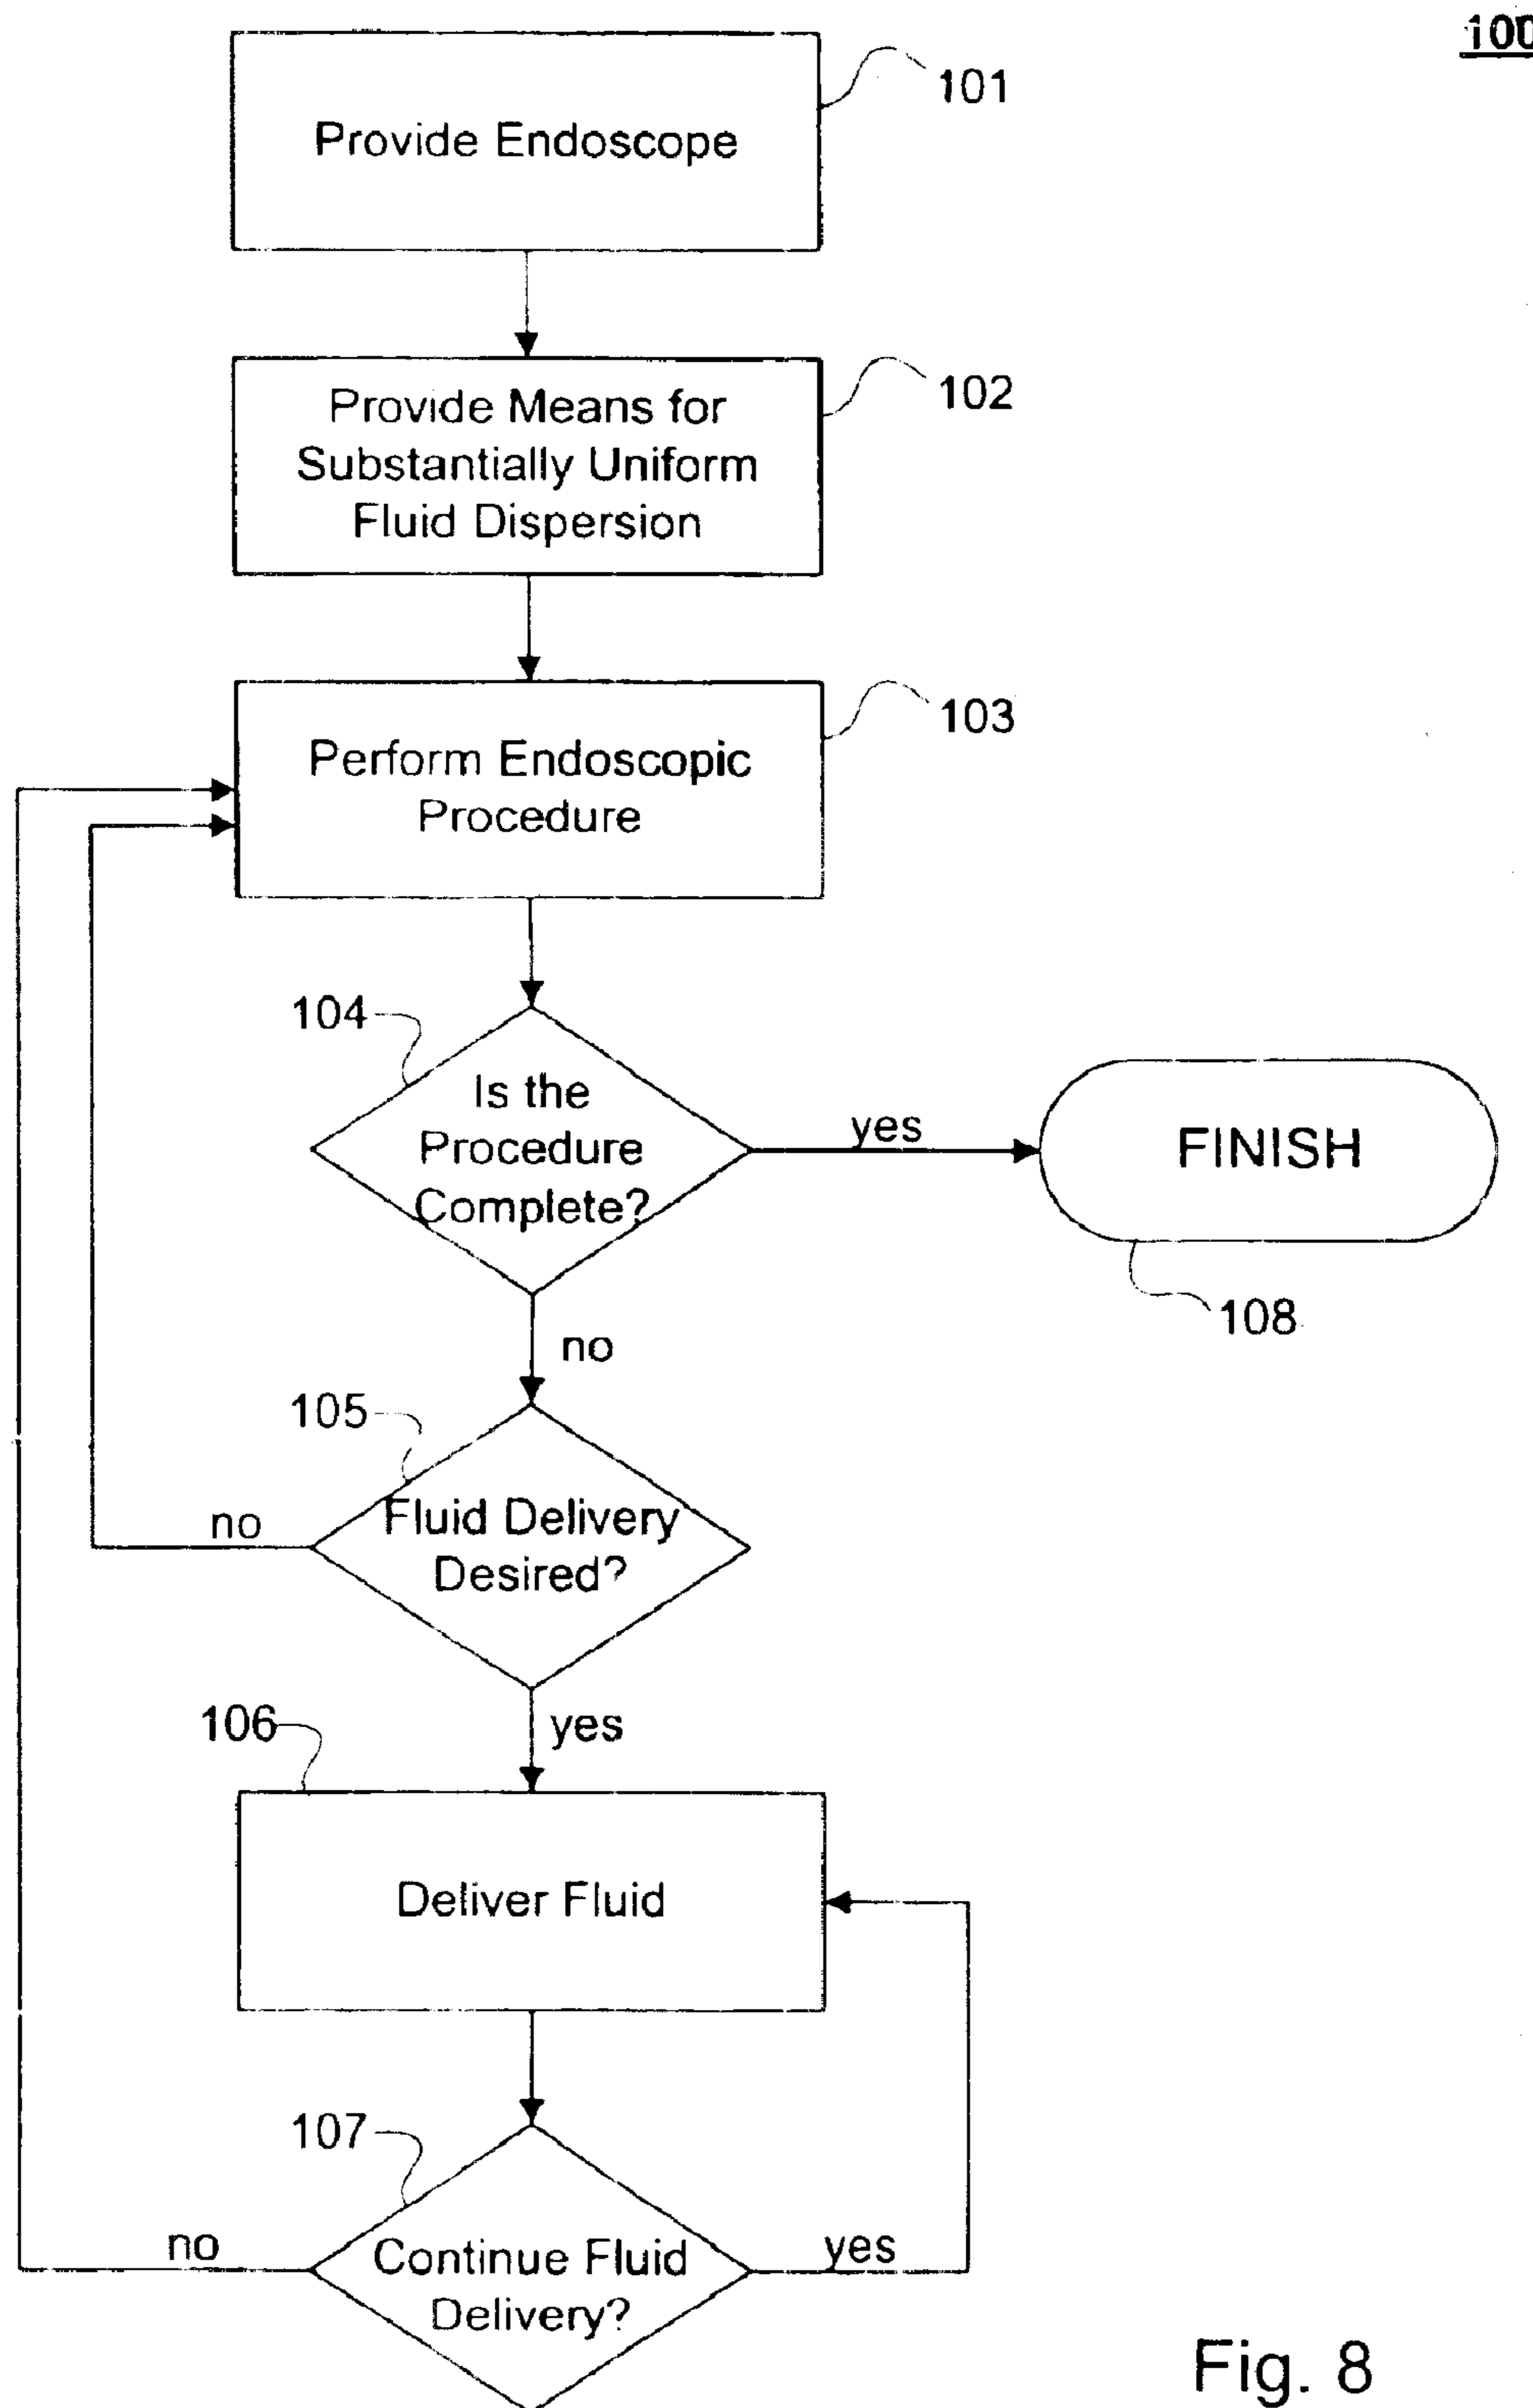 100
Provide Endoscope
101
Provide Means for
Substantially Uniform
Fluid Dispersion
102
Perform Endoscopic
Procedure
103
104
Is the
Procedure
Complete?
yes
FINISH
108
no
105
Fluid Delivery
Desired?
no
yes
106
Deliver Fluid
107
Continue Fluid
Delivery?
no
yes
Fig. 8